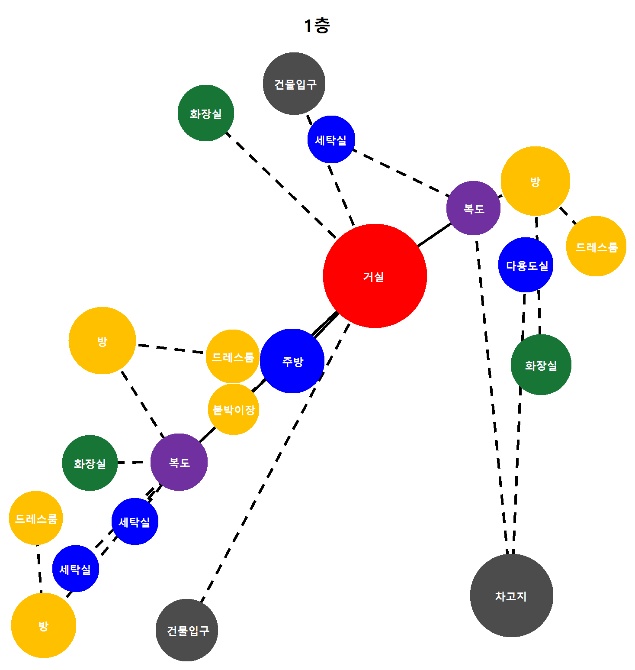 1층
건물입구
화장실
세탁실
방
복도
드레스룸
다용도실
거실
방
드레스룸
주방
화장실
붙박이장
화장실
복도
드레스룸
세탁실
세탁실
차고지
방
건물입구